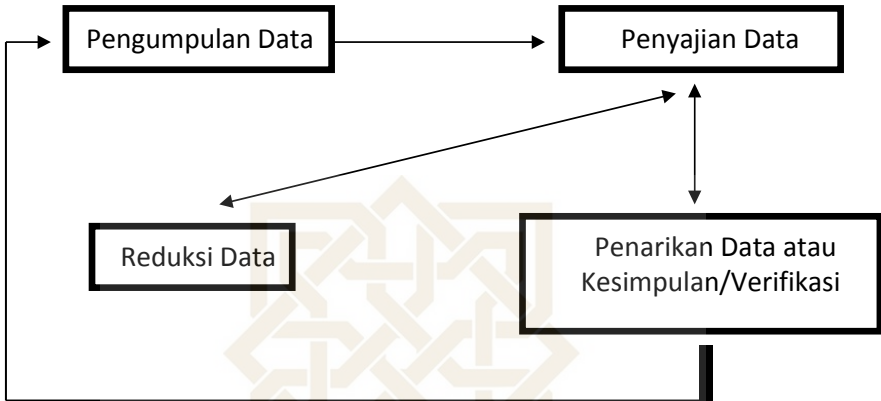 Pengumpulan Data
Penyajian Data
Reduksi Data
Penarikan Data atau
Kesimpulan/Verifikasi